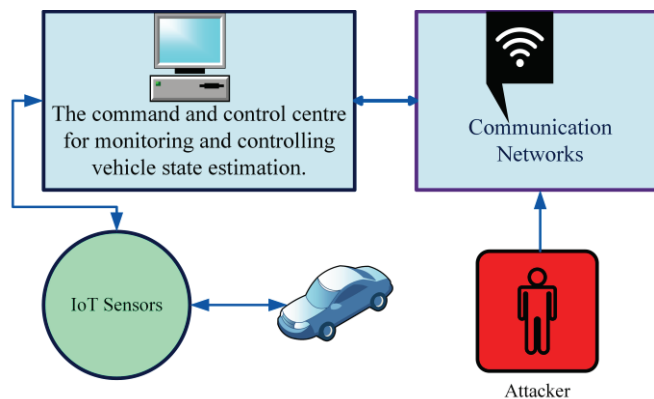 The command and control centre
for monitoring and controlling
vehicle state estimation.
Communication
Networks
IoT Sensors
Attacker